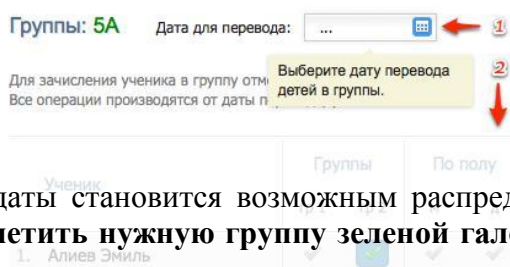 Группы: 5А Дата для перевода: ... 1
Выберите дату перевода 2
Для зачисления ученика в группу отм
детей в группы.
Все операции производятся от даты п
Группы По полу
Ученик
даты становится возможным распред
метить нужную группу зеленой гал
1. Алиев Эмиль